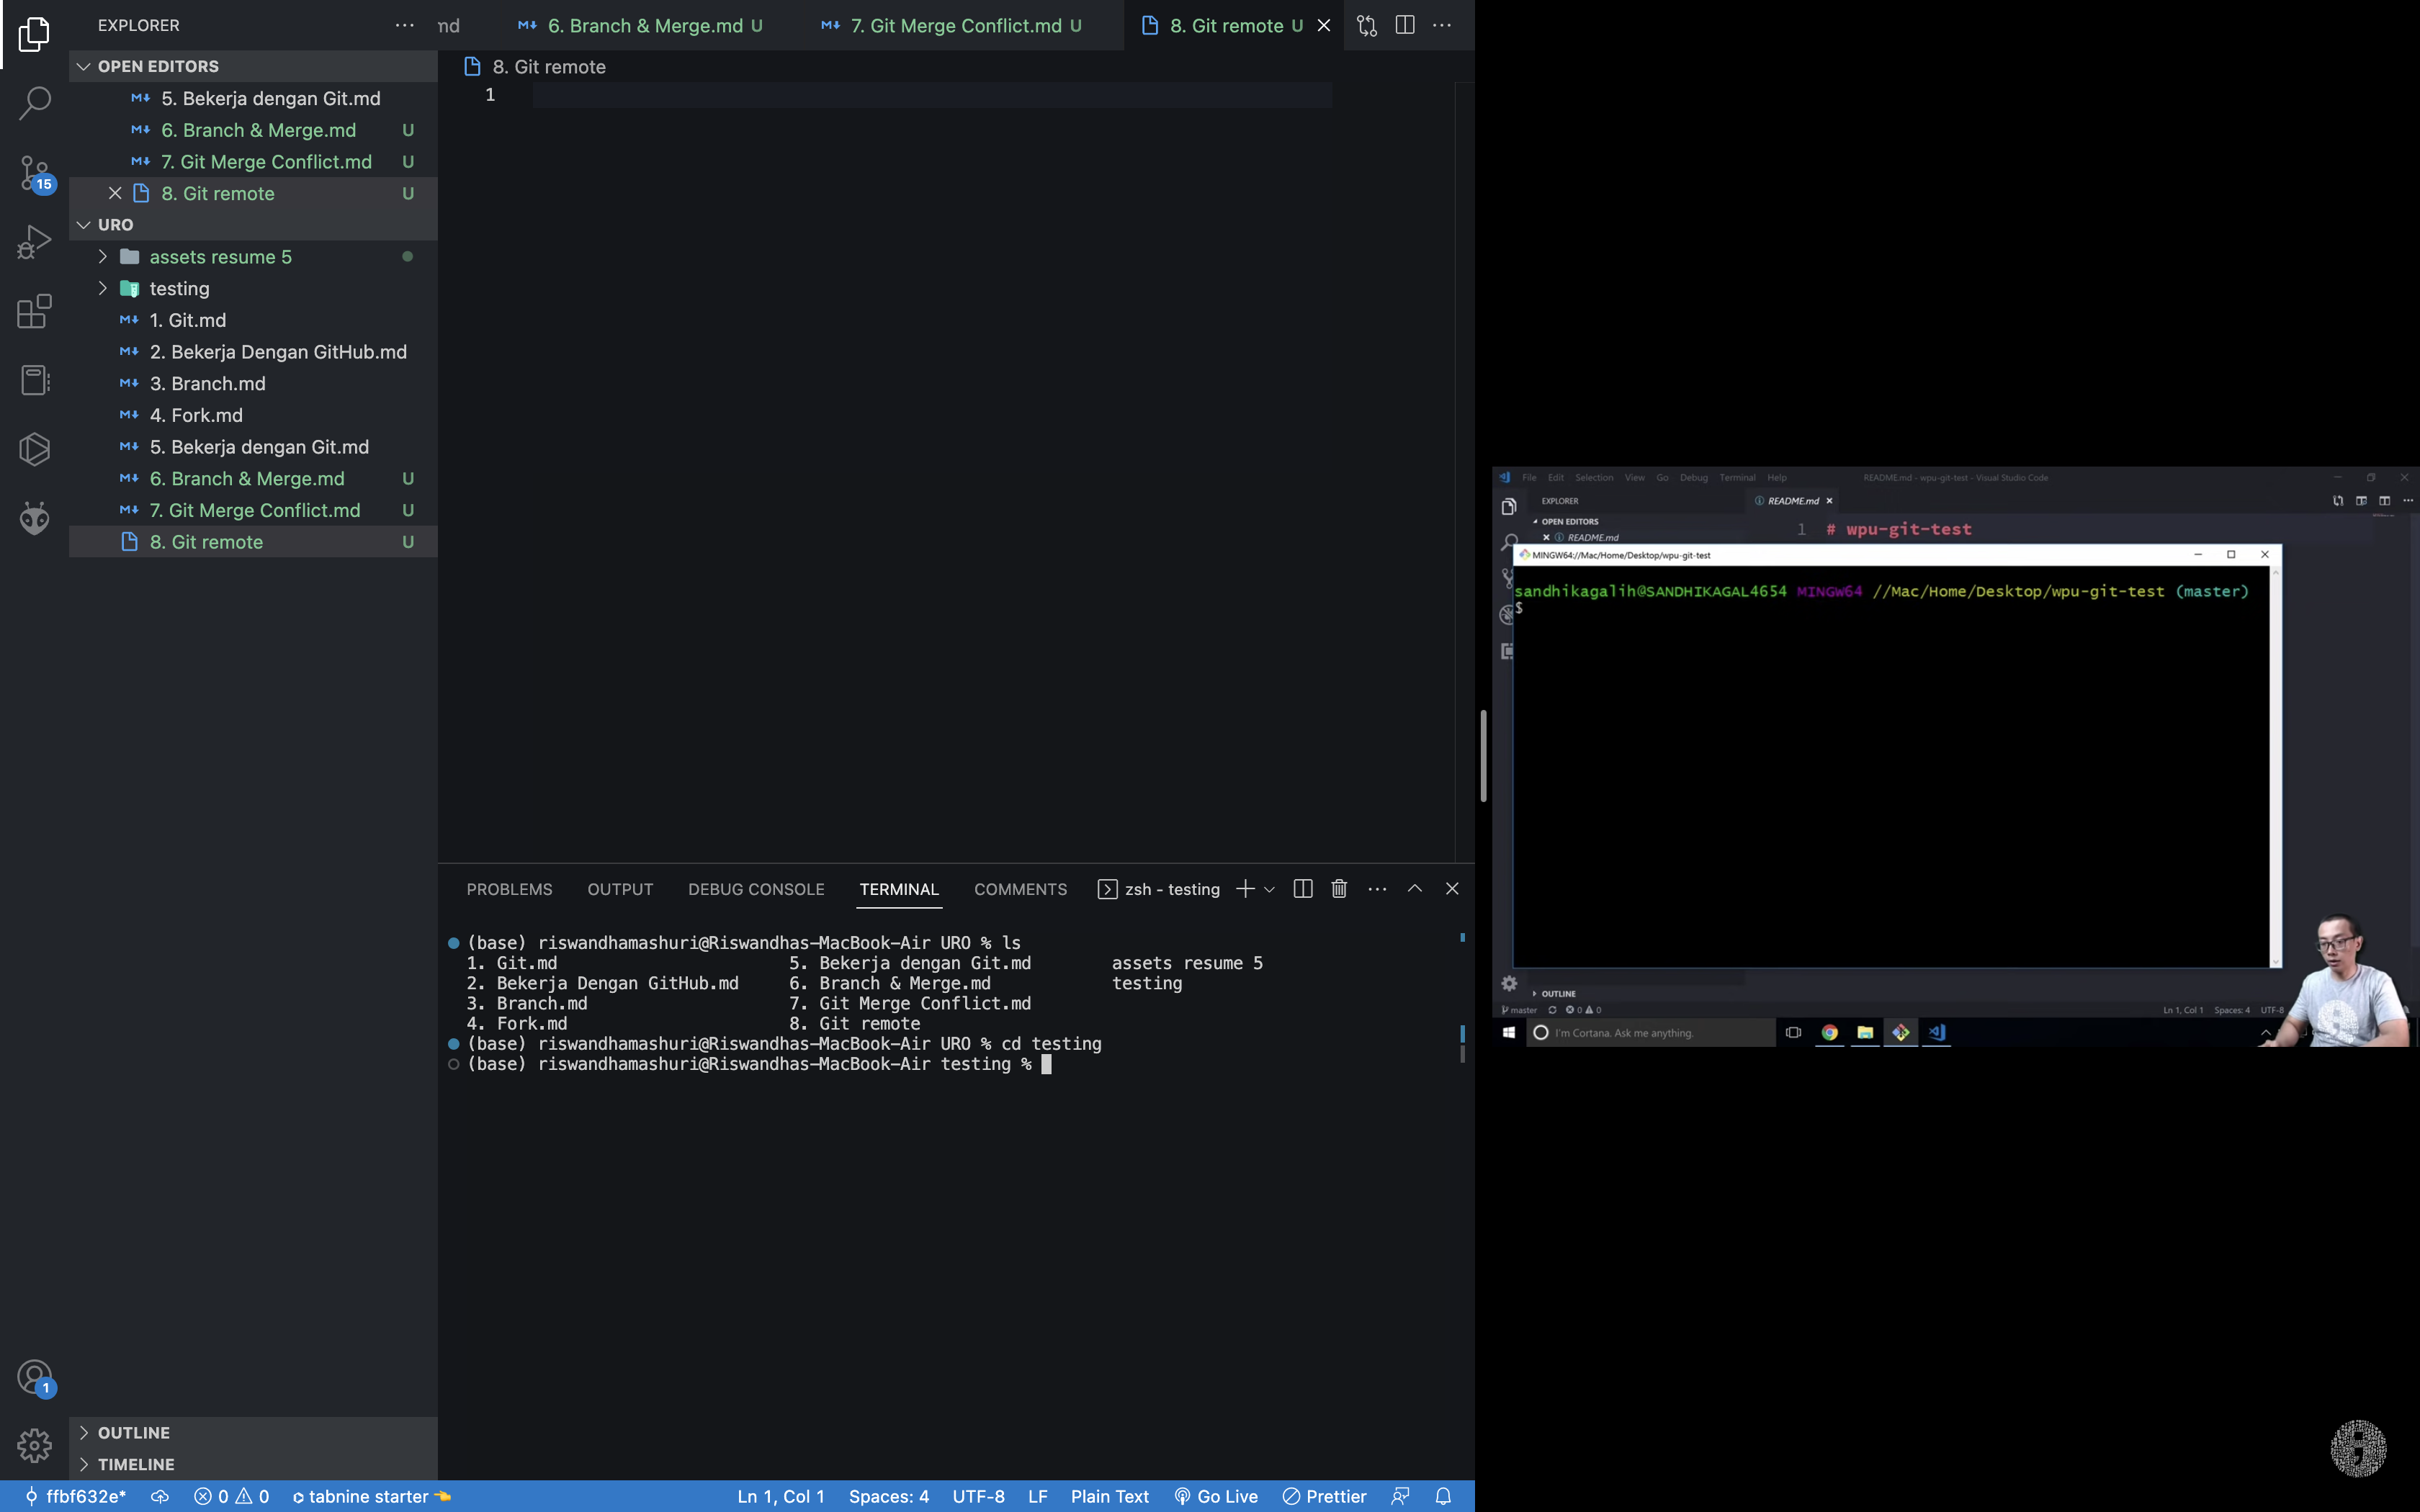 EXPLORER
OPEN EDITORS
5. Bekerja dengan Git.md
6. Branch & Merge.md U
7. Git Merge Conflict.md U
8. Git remote U
URO
assets resume 5
testing
1. Git.md
2. Bekerja Dengan GitHub.md
3. Branch.md
4. Fork.md
5. Bekerja dengan Git.md
6. Branch & Merge.md U
7. Git Merge Conflict.md U
8. Git remote U
15
1
OUTLINE
TIMELINE
md 6. Branch & Merge.md U 7. Git Merge Conflict.md U 8. Git remote U
8. Git remote
1
PROBLEMS OUTPUT DEBUG CONSOLE TERMINAL COMMENTS zsh - testing
(base) riswandhamashuri@Riswandhas-MacBook-Air URO % ls
1. Git.md 5. Bekerja dengan Git.md assets resume 5
2. Bekerja Dengan GitHub.md 6. Branch & Merge.md testing
3. Branch.md 7. Git Merge Conflict.md
4. Fork.md 8. Git remote
(base) riswandhamashuri@Riswandhas-MacBook-Air URO % cd testing
(base) riswandhamashuri@Riswandhas-MacBook-Air testing %
ffbf632e* 0 0 tabnine starter Ln 1, Col 1 Spaces: 4 UTF-8 LF Plain Text Go Live Prettier
File Edit Selection View Go Debug Terminal Help README.md - wpu-git-test - Visual Studio Code
EXPLORER README.md
OPEN EDITORS
1 # wpu-git-test
README.md
MINGW64://Mac/Home/Desktop/wpu-git-test
sandhikagalih@SANDHIKAGAL4654 MINGW64 //Mac/Home/Desktop/wpu-git-test (master)
$
OUTLINE
master 0 0 Ln 1, Col 1 Spaces: 4 UTF-8
I'm Cortana. Ask me anything.